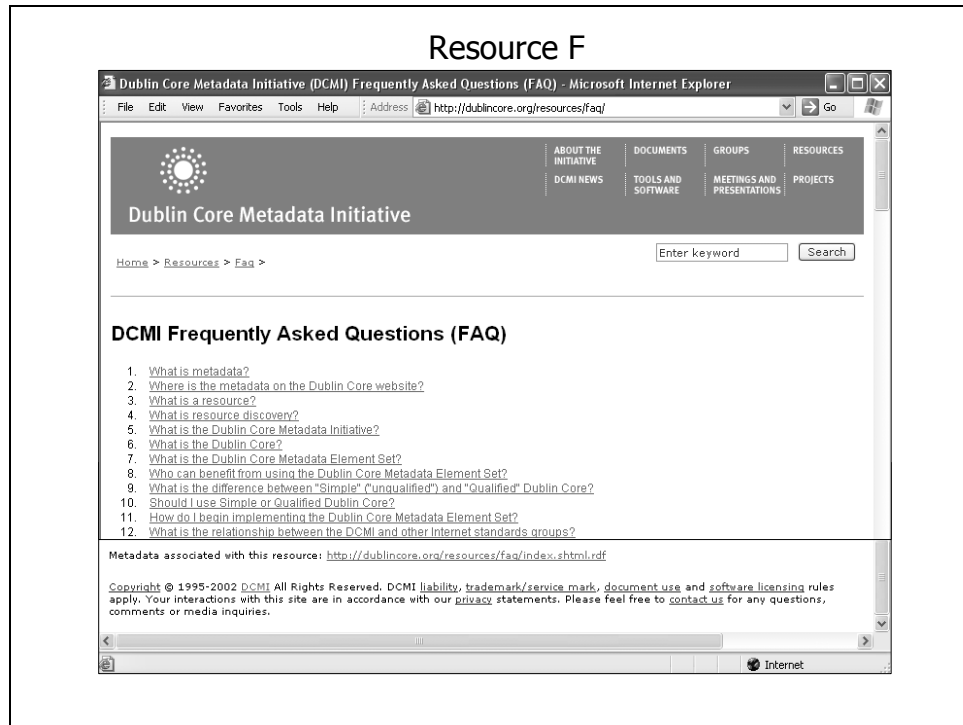 Resource F
Dublin Core Metadata Initiative (DCMI) Frequently Asked Questions (FAQ) - Microsoft Internet Explorer
File Edit View Favorites Tools Help Address http://dublincore.org/resources/faq/ Go
ABOUT THE INITIATIVE DOCUMENTS GROUPS RESOURCES
DCMI NEWS TOOLS AND SOFTWARE MEETINGS AND PRESENTATIONS PROJECTS
Dublin Core Metadata Initiative
Enter keyword Search
Home > Resources > Faq >
DCMI Frequently Asked Questions (FAQ)
1. What is metadata?
2. Where is the metadata on the Dublin Core website?
3. What is a resource?
4. What is resource discovery?
5. What is the Dublin Core Metadata Initiative?
6. What is the Dublin Core?
7. What is the Dublin Core Metadata Element Set?
8. Who can benefit from using the Dublin Core Metadata Element Set?
9. What is the difference between "Simple" ("unqualified") and "Qualified" Dublin Core?
10. Should I use Simple or Qualified Dublin Core?
11. How do I begin implementing the Dublin Core Metadata Element Set?
12. What is the relationship between the DCMI and other Internet standards groups?
Metadata associated with this resource: http://dublincore.org/resources/faq/index.shtml.rdf
Copyright © 1995-2002 DCMI All Rights Reserved. DCMI liability, trademark/service mark, document use and software licensing rules
apply. Your interactions with this site are in accordance with our privacy statements. Please feel free to contact us for any questions,
comments or media inquiries.
Internet